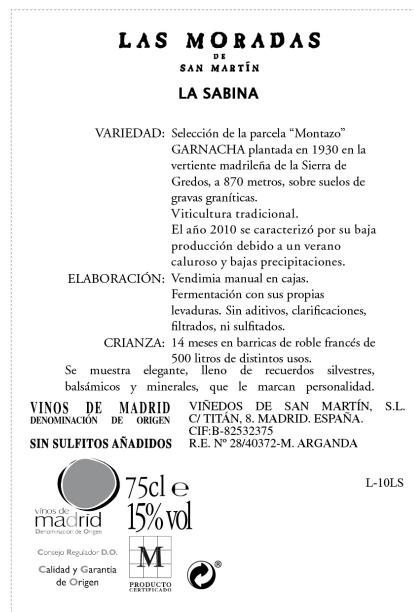 LAS MORADAS
DE
SAN MARTÍN
LA SABINA
VARIEDAD: Selección de la parcela “Montazo”
GARNACHA plantada en 1930 en la
vertiente madrileña de la Sierra de
Gredos, a 870 metros, sobre suelos de
gravas graníticas.
Viticultura tradicional.
El año 2010 se caracterizó por su baja
producción debido a un verano
caluroso y bajas precipitaciones.
ELABORACIÓN: Vendimia manual en cajas.
Fermentación con sus propias
levaduras. Sin aditivos, clarificaciones,
filtrados, ni sulfitados.
CRIANZA: 14 meses en barricas de roble francés de
500 litros de distintos usos.
Se muestra elegante, lleno de recuerdos silvestres,
balsámicos y minerales, que le marcan personalidad.
VINOS DE MADRID
DENOMINACIÓN DE ORIGEN
SIN SULFITOS AÑADIDOS
VIÑEDOS DE SAN MARTÍN, S.L.
C/ TITÁN, 8. MADRID. ESPAÑA.
CIF:B-82532375
R.E. Nº 28/40372-M. ARGANDA
75cl e
15%vol
L-10LS
vinos de
madrid
Denominación de Origen
Consejo Regulador D.O.
Calidad y Garantía
de Origen
M
PRODUCTO
CERTIFICADO
®